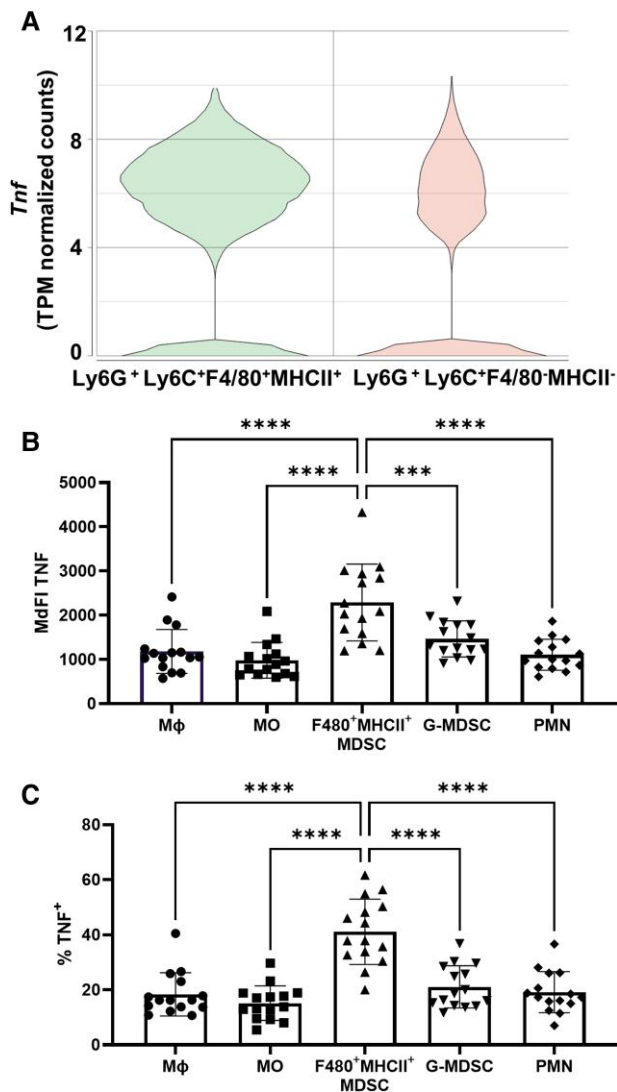 A
12
8
4
0
Tnf
(TPM normalized counts)
Ly6G⁺ Ly6C⁺F4/80⁺MHCII⁺ Ly6G⁺ Ly6C⁺F4/80⁻MHCII⁻
B
**** ****
**** ***
5000
4000
3000
2000
1000
0
MdFI TNF
Mϕ MO F480⁺MHCII⁺ G-MDSC PMN
MDSC
C
**** ****
**** ****
80
60
40
20
0
% TNF⁺
Mϕ MO F480⁺MHCII⁺ G-MDSC PMN
MDSC